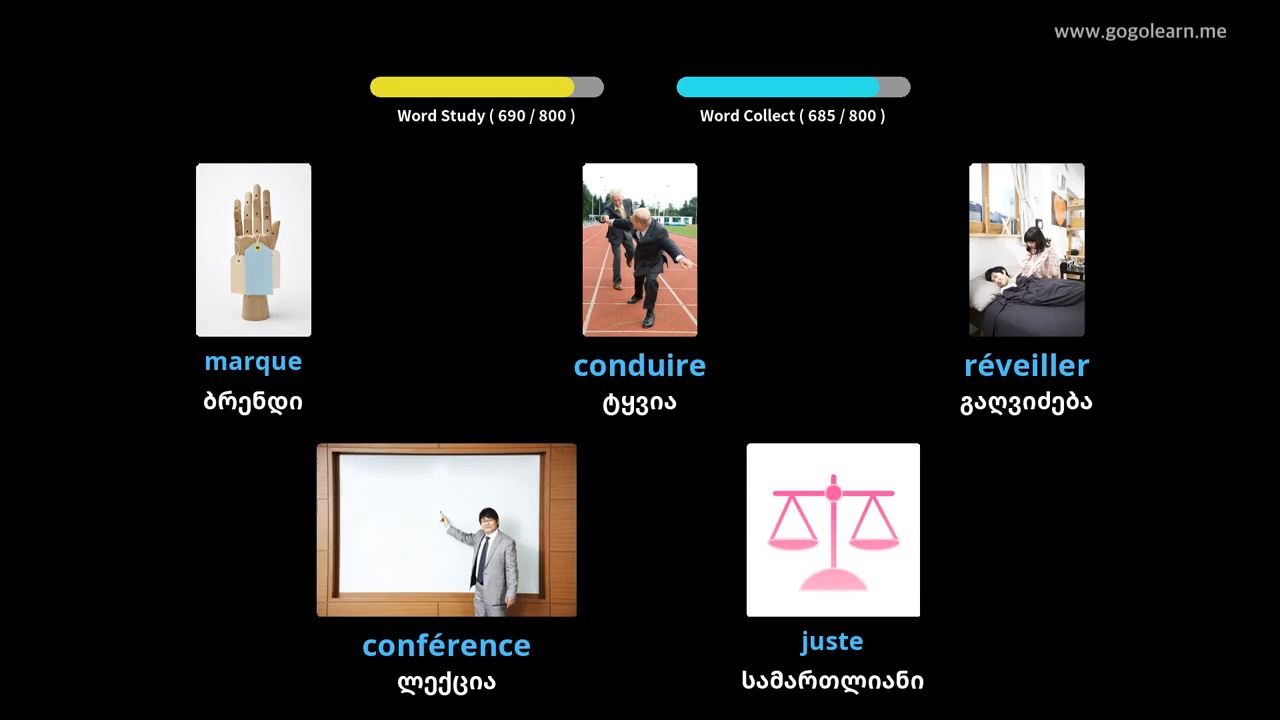 www.gogolearn.me
Word Study ( 690 / 800 )
Word Collect ( 685 / 800 )
marque
ბრენდი
conduire
ტყვია
réveiller
გაღვიძება
conférence
ლექცია
juste
სამართლიანი